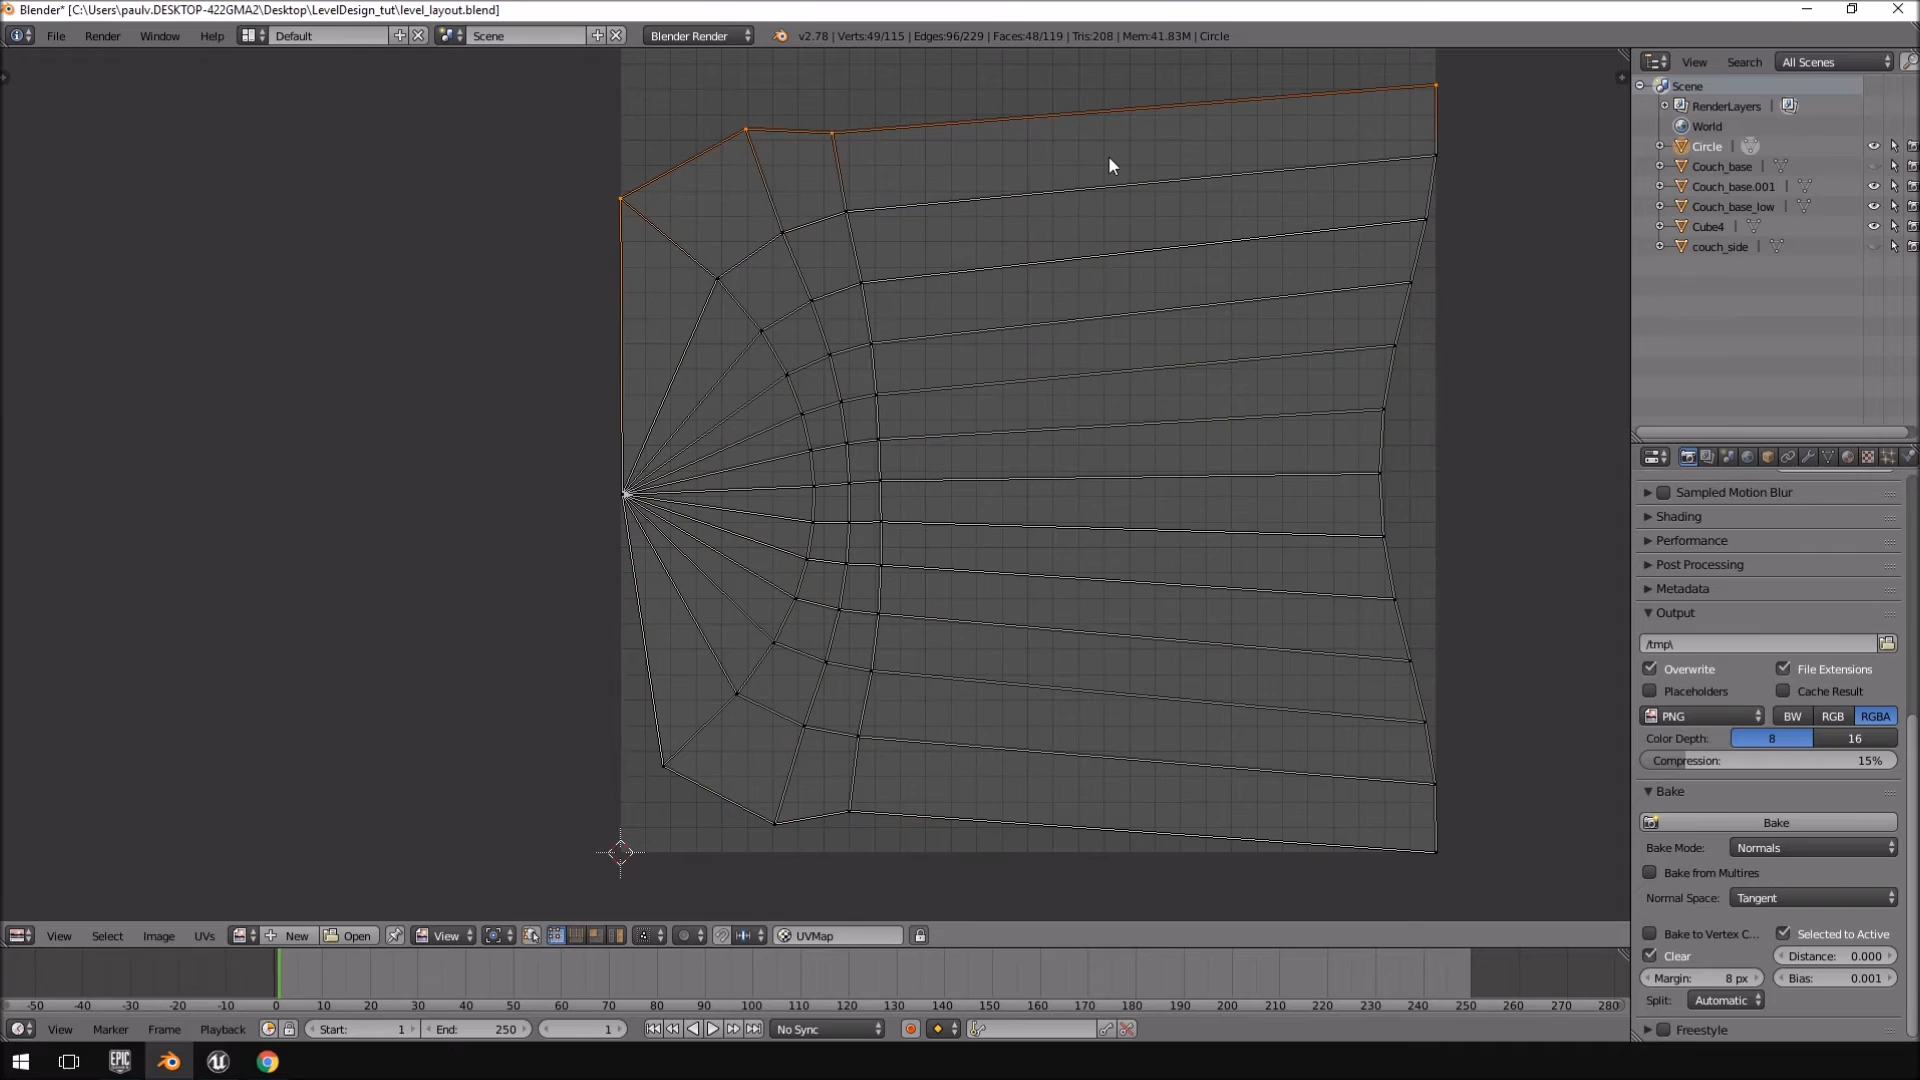 Blender* [C:\Users\paulv.DESKTOP-422GMA2\Desktop\LevelDesign_tut\level_layout.blend]
File Render Window Help Default Scene Blender Render v2.78 | Verts:49/115 | Edges:96/229 | Faces:48/119 | Tris:208 | Mem:41.83M | Circle
View Search All Scenes
Scene
RenderLayers
World
Circle
Couch_base
Couch_base.001
Couch_base_low
Cube4
couch_side
Sampled Motion Blur
Shading
Performance
Post Processing
Metadata
Output
/tmp\
Overwrite File Extensions
Placeholders Cache Result
PNG BW RGB RGBA
Color Depth: 8 16
Compression: 15%
Bake
Bake
Bake Mode: Normals
Bake from Multires
Normal Space: Tangent
Bake to Vertex C... Selected to Active
Clear Distance: 0.000
Margin: 8 px Bias: 0.001
Split: Automatic
Freestyle
View Select Image UVs New Open View UVMap
-50 -40 -30 -20 -10 0 10 20 30 40 50 60 70 80 90 100 110 120 130 140 150 160 170 180 190 200 210 220 230 240 250 260 270 280
View Marker Frame Playback Start: 1 End: 250 1 No Sync
EPIC GAMES